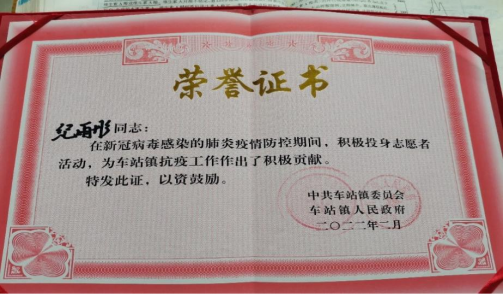 荣誉证书
纪雨彤同志：
在新冠病毒感染的肺炎疫情防控期间，积极投身志愿者
活动，为车站镇抗疫工作作出了积极贡献。
特发此证，以资鼓励。
中共车站镇委员会
车站镇人民政府
二〇二二年二月